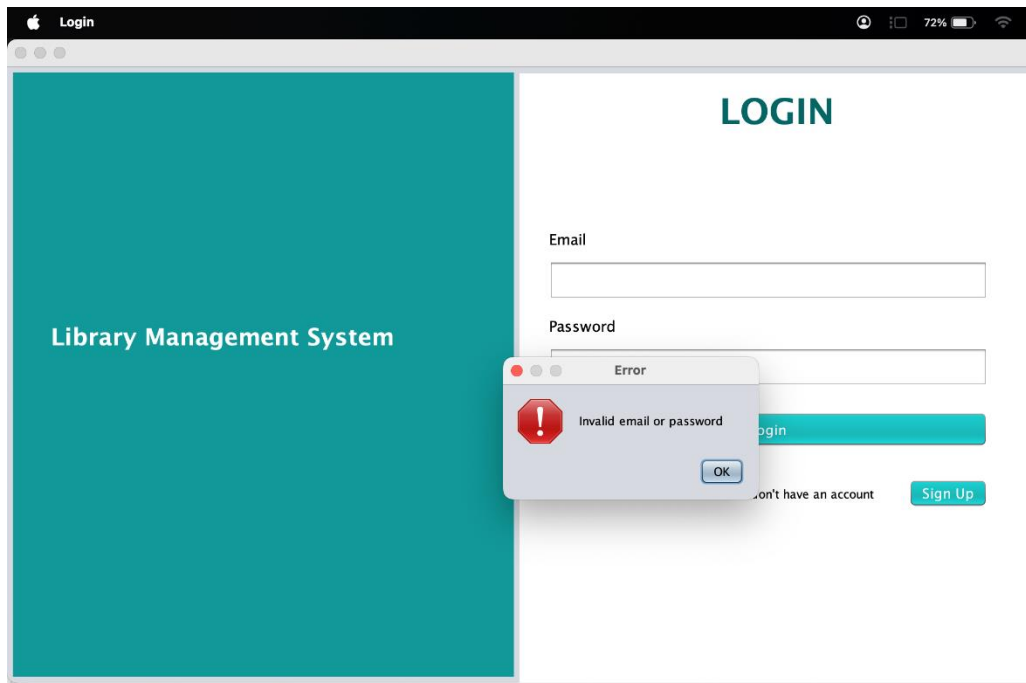 Login
72%
LOGIN
Email
Library Management System
Password
Error
Invalid email or password
OK
on't have an account
Sign Up